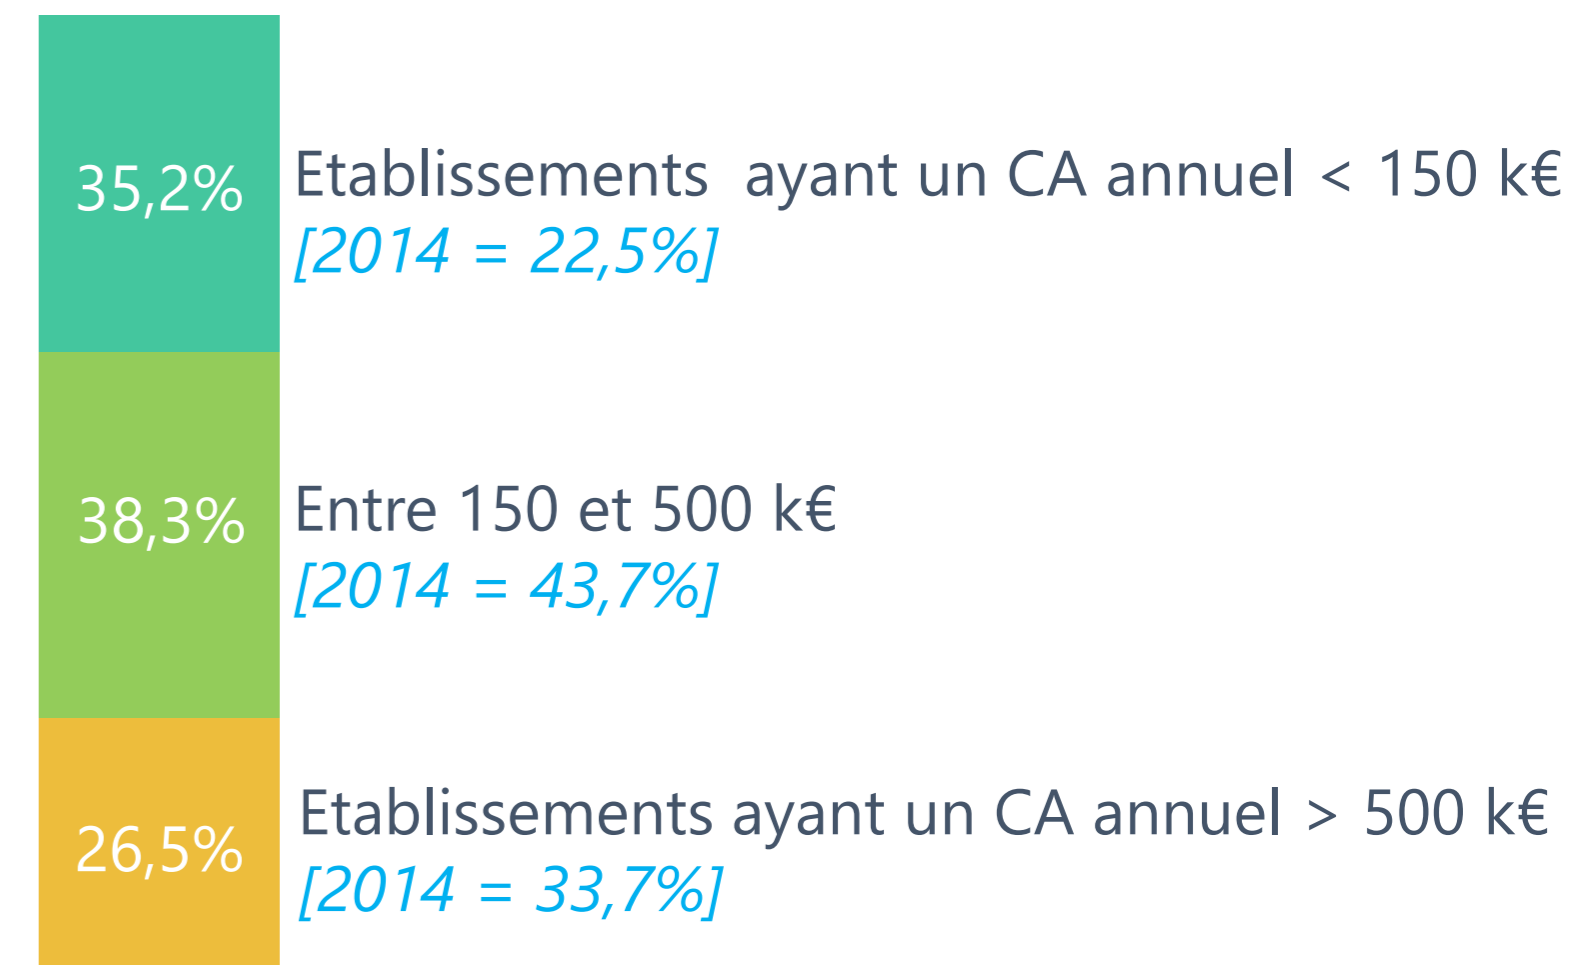 35,2%
Etablissements  ayant un CA annuel < 150 k€
[2014 = 22,5%]
38,3%
Entre 150 et 500 k€
[2014 = 43,7%]
26,5%
Etablissements ayant un CA annuel > 500 k€
[2014 = 33,7%]